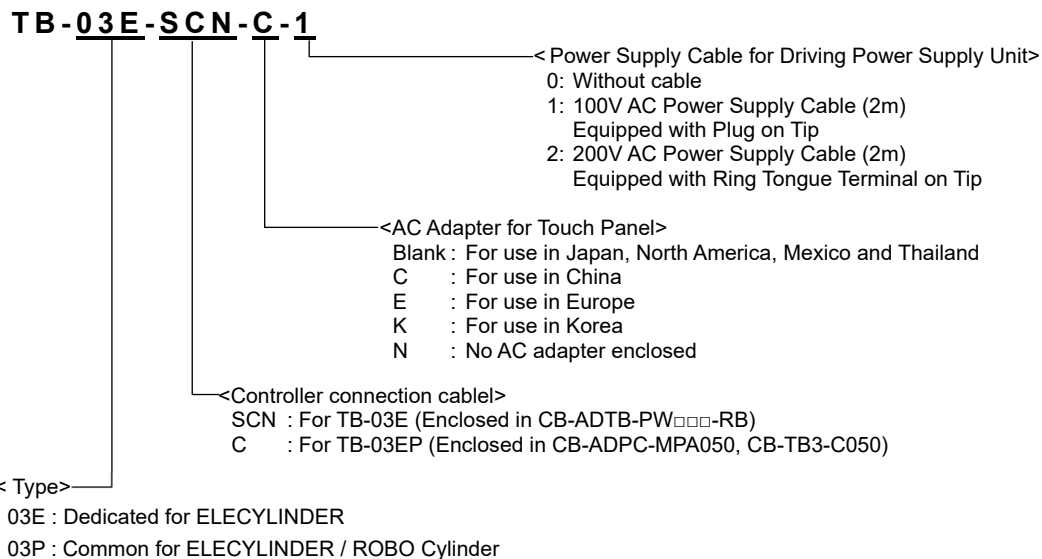 TB-03E-SCN-C-1
< Power Supply Cable for Driving Power Supply Unit>
0: Without cable
1: 100V AC Power Supply Cable (2m)
Equipped with Plug on Tip
2: 200V AC Power Supply Cable (2m)
Equipped with Ring Tongue Terminal on Tip
<AC Adapter for Touch Panel>
Blank : For use in Japan, North America, Mexico and Thailand
C : For use in China
E : For use in Europe
K : For use in Korea
N : No AC adapter enclosed
<Controller connection cablel>
SCN : For TB-03E (Enclosed in CB-ADTB-PW□□□-RB)
C : For TB-03EP (Enclosed in CB-ADPC-MPA050, CB-TB3-C050)
< Type>
03E : Dedicated for ELECYLINDER
03P : Common for ELECYLINDER / ROBO Cylinder